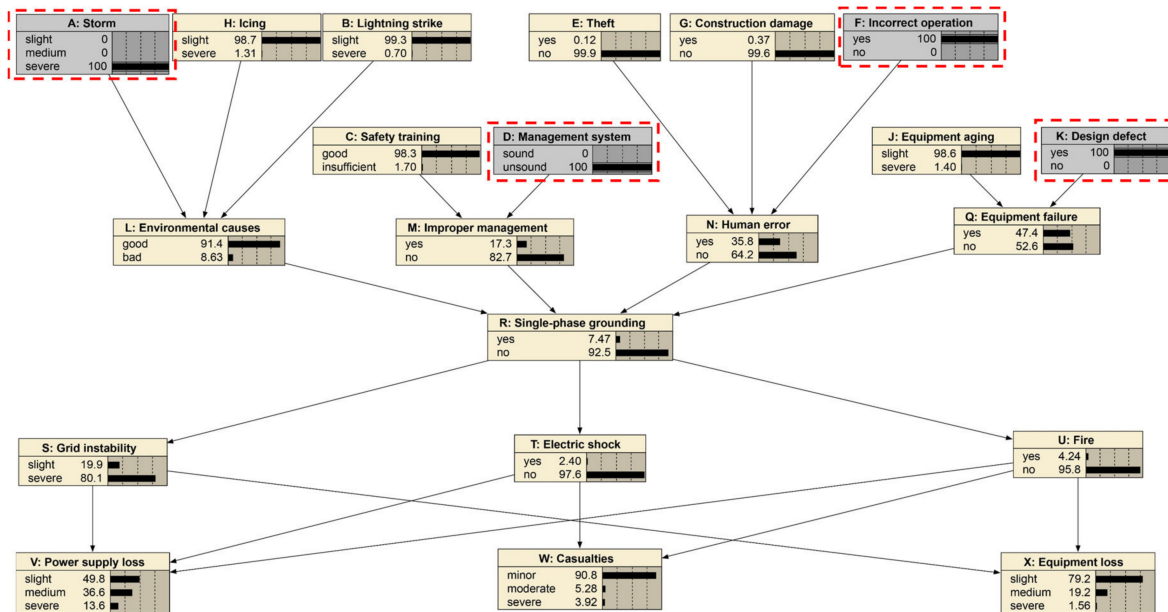 A: Storm
slight 0
medium 0
severe 100
H: Icing
slight 98.7
severe 1.31
B: Lightning strike
slight 99.3
severe 0.70
E: Theft
yes 0.12
no 99.9
G: Construction damage
yes 0.37
no 99.6
F: Incorrect operation
yes 100
no 0
C: Safety training
good 98.3
insufficient 1.70
D: Management system
sound 0
unsound 100
J: Equipment aging
slight 98.6
severe 1.40
K: Design defect
yes 100
no 0
L: Environmental causes
good 91.4
bad 8.63
M: Improper management
yes 17.3
no 82.7
N: Human error
yes 35.8
no 64.2
Q: Equipment failure
yes 47.4
no 52.6
R: Single-phase grounding
yes 7.47
no 92.5
S: Grid instability
slight 19.9
severe 80.1
T: Electric shock
yes 2.40
no 97.6
U: Fire
yes 4.24
no 95.8
V: Power supply loss
slight 49.8
medium 36.6
severe 13.6
W: Casualties
minor 90.8
moderate 5.28
severe 3.92
X: Equipment loss
slight 79.2
medium 19.2
severe 1.56